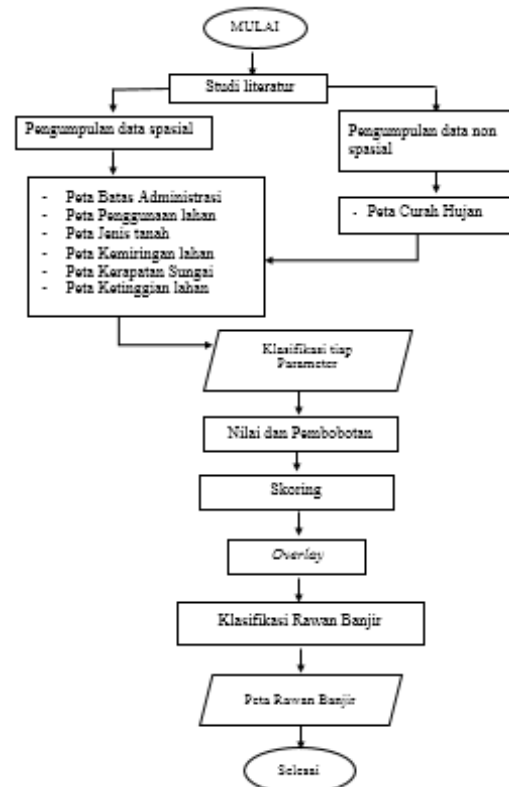 MULAI
Studi literatur
Pengumpulan data spasial
Pengumpulan data non
spasial
- Peta Batas Administrasi
- Peta Penggunaan lahan
- Peta Jenis tanah
- Peta Kemiringan lahan
- Peta Kerapatan Sungai
- Peta Ketinggian lahan
- Peta Curah Hujan
Klasifikasi tiap
Parameter
Nilai dan Pembobotan
Skoring
Overlay
Klasifikasi Rawan Banjir
Peta Rawan Banjir
Selesai